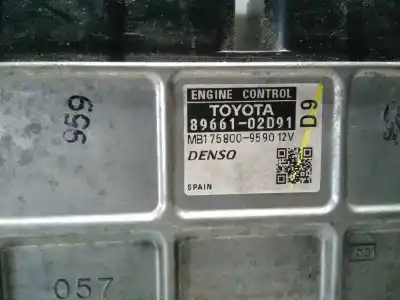 ENGINE CONTROL
TOYOTA
89661-02D91
MB175800-9590 12V
DENSO
SPAIN
D9
959
057